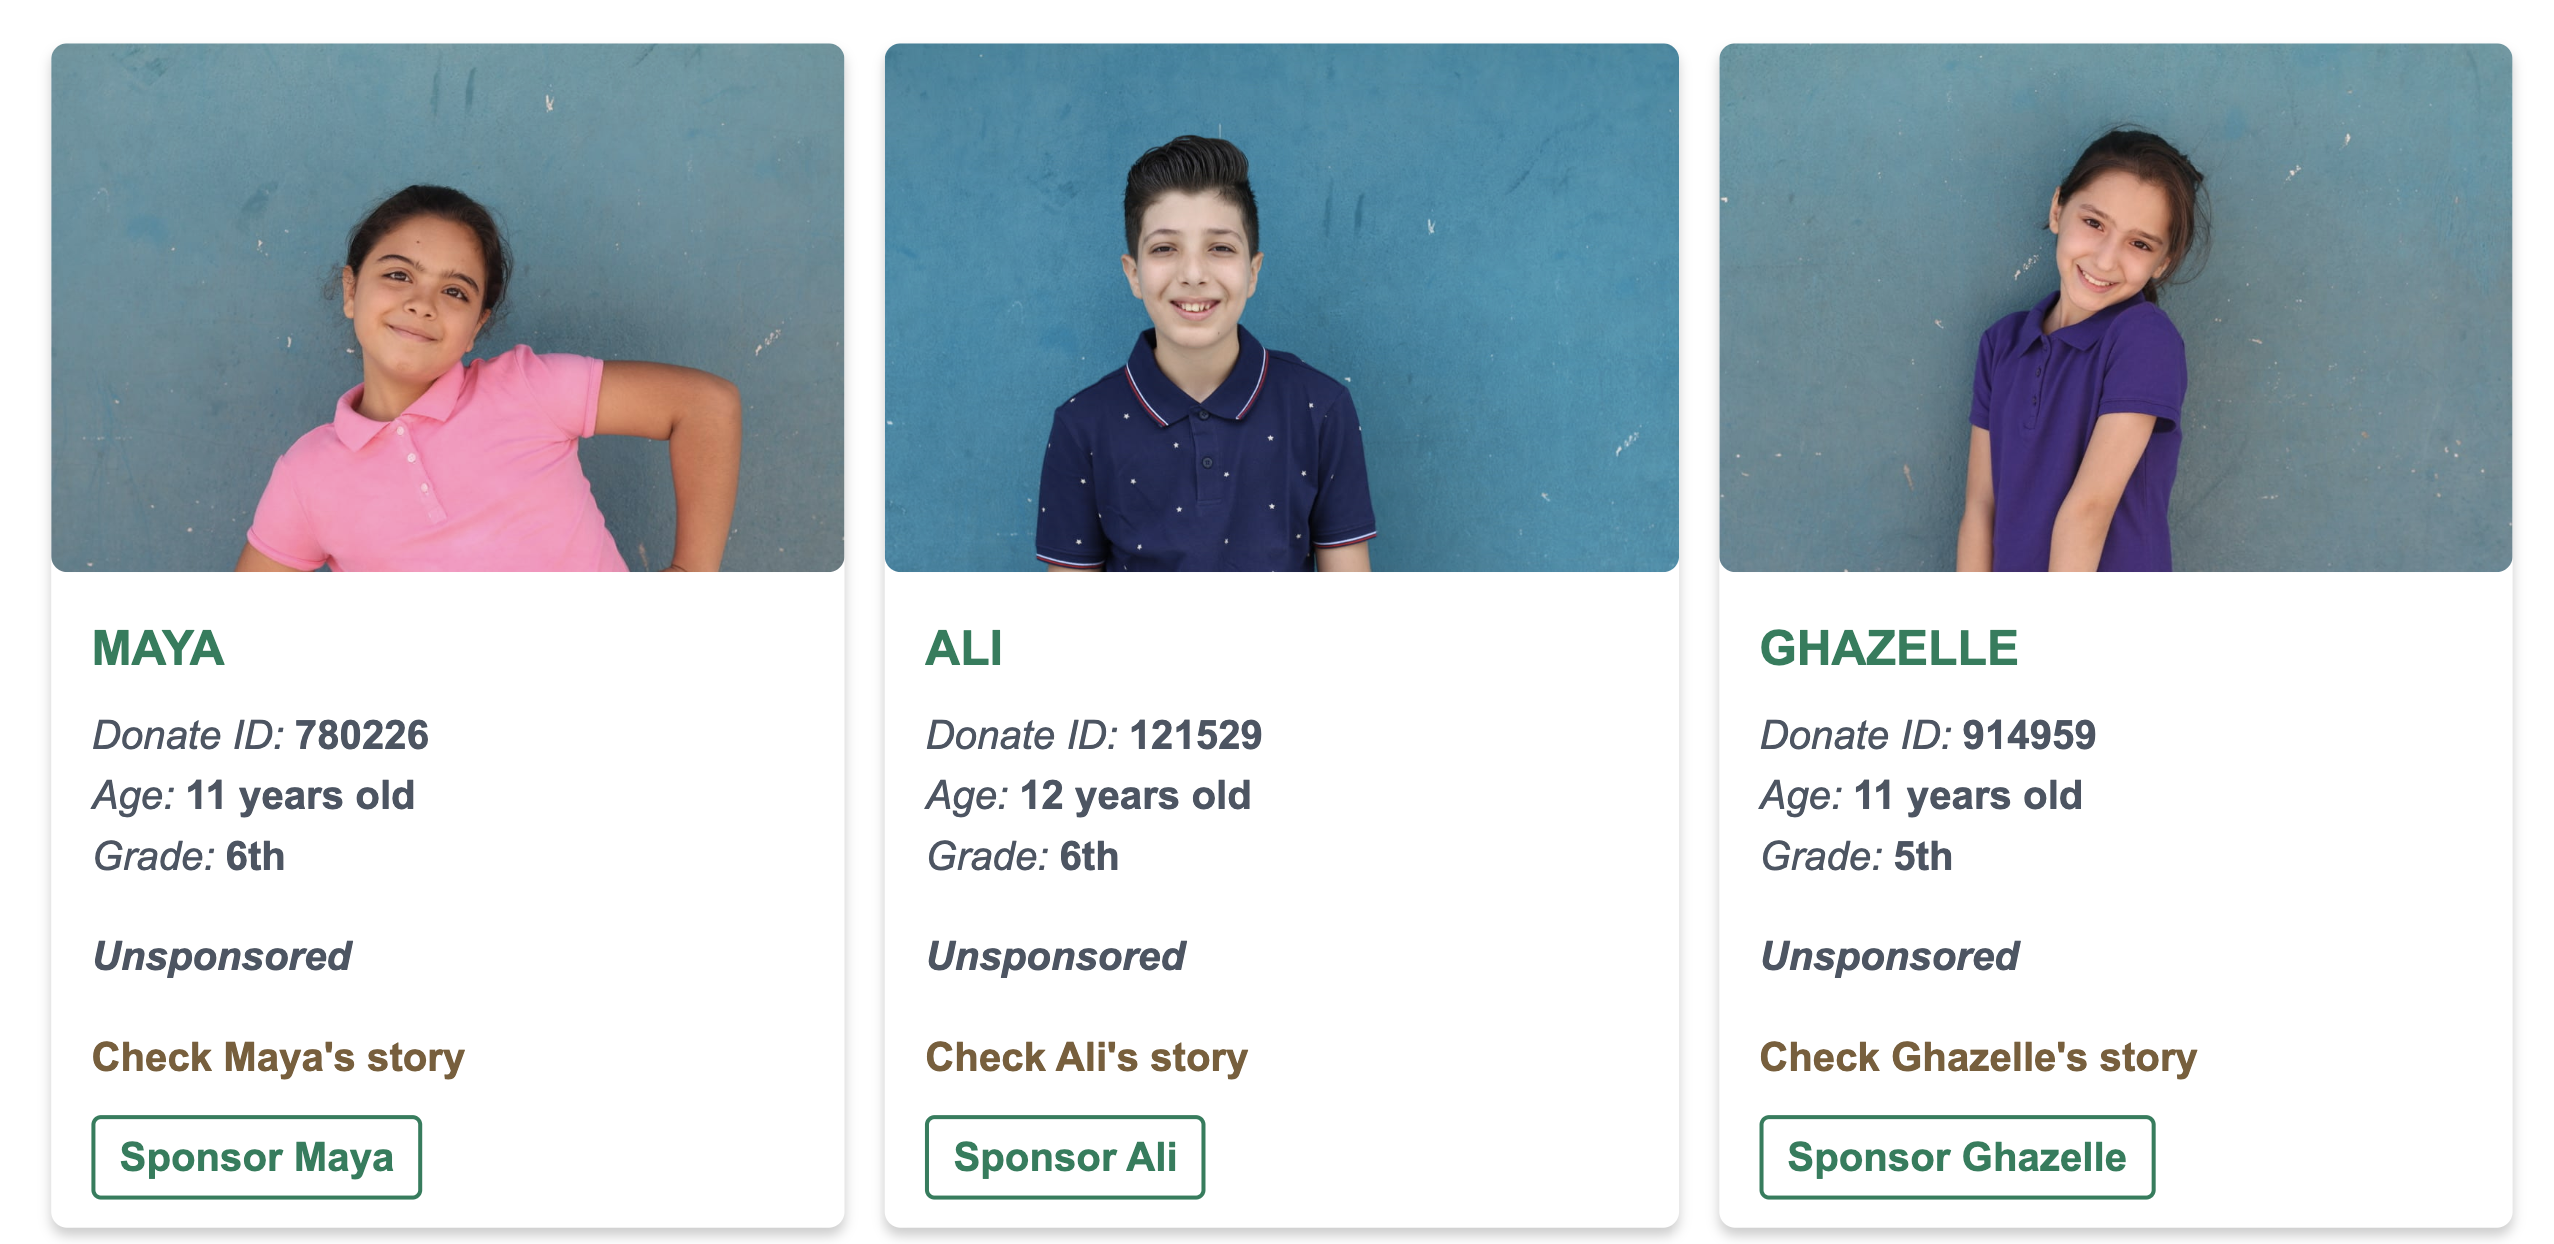 MAYA
Donate ID: 780226
Age: 11 years old
Grade: 6th
Unsponsored
Check Maya's story
Sponsor Maya
ALI
Donate ID: 121529
Age: 12 years old
Grade: 6th
Unsponsored
Check Ali's story
Sponsor Ali
GHAZELLE
Donate ID: 914959
Age: 11 years old
Grade: 5th
Unsponsored
Check Ghazelle's story
Sponsor Ghazelle